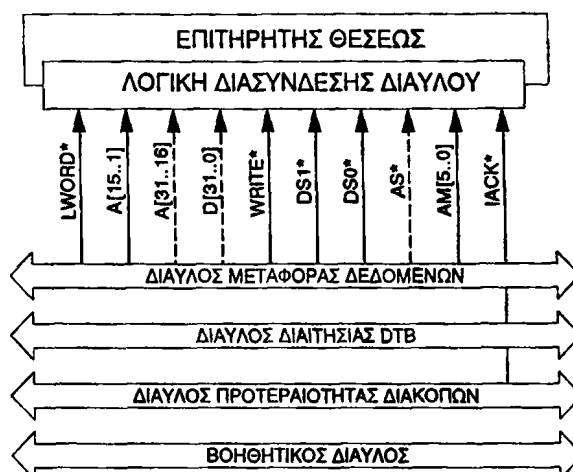 ΕΠΙΤΗΡΗΤΗΣ ΘΕΣΕΩΣ
ΛΟΓΙΚΗ ΔΙΑΣΥΝΔΕΣΗΣ ΔΙΑΥΛΟΥ
LWORD*
A[15..1]
A[31..16]
D[31..0]
WRITE*
DS1*
DS0*
AS*
AM[5..0]
IACK*
ΔΙΑΥΛΟΣ ΜΕΤΑΦΟΡΑΣ ΔΕΔΟΜΕΝΩΝ
ΔΙΑΥΛΟΣ ΔΙΑΙΤΗΣΙΑΣ DTB
ΔΙΑΥΛΟΣ ΠΡΟΤΕΡΑΙΟΤΗΤΑΣ ΔΙΑΚΟΠΩΝ
ΒΟΗΘΗΤΙΚΟΣ ΔΙΑΥΛΟΣ